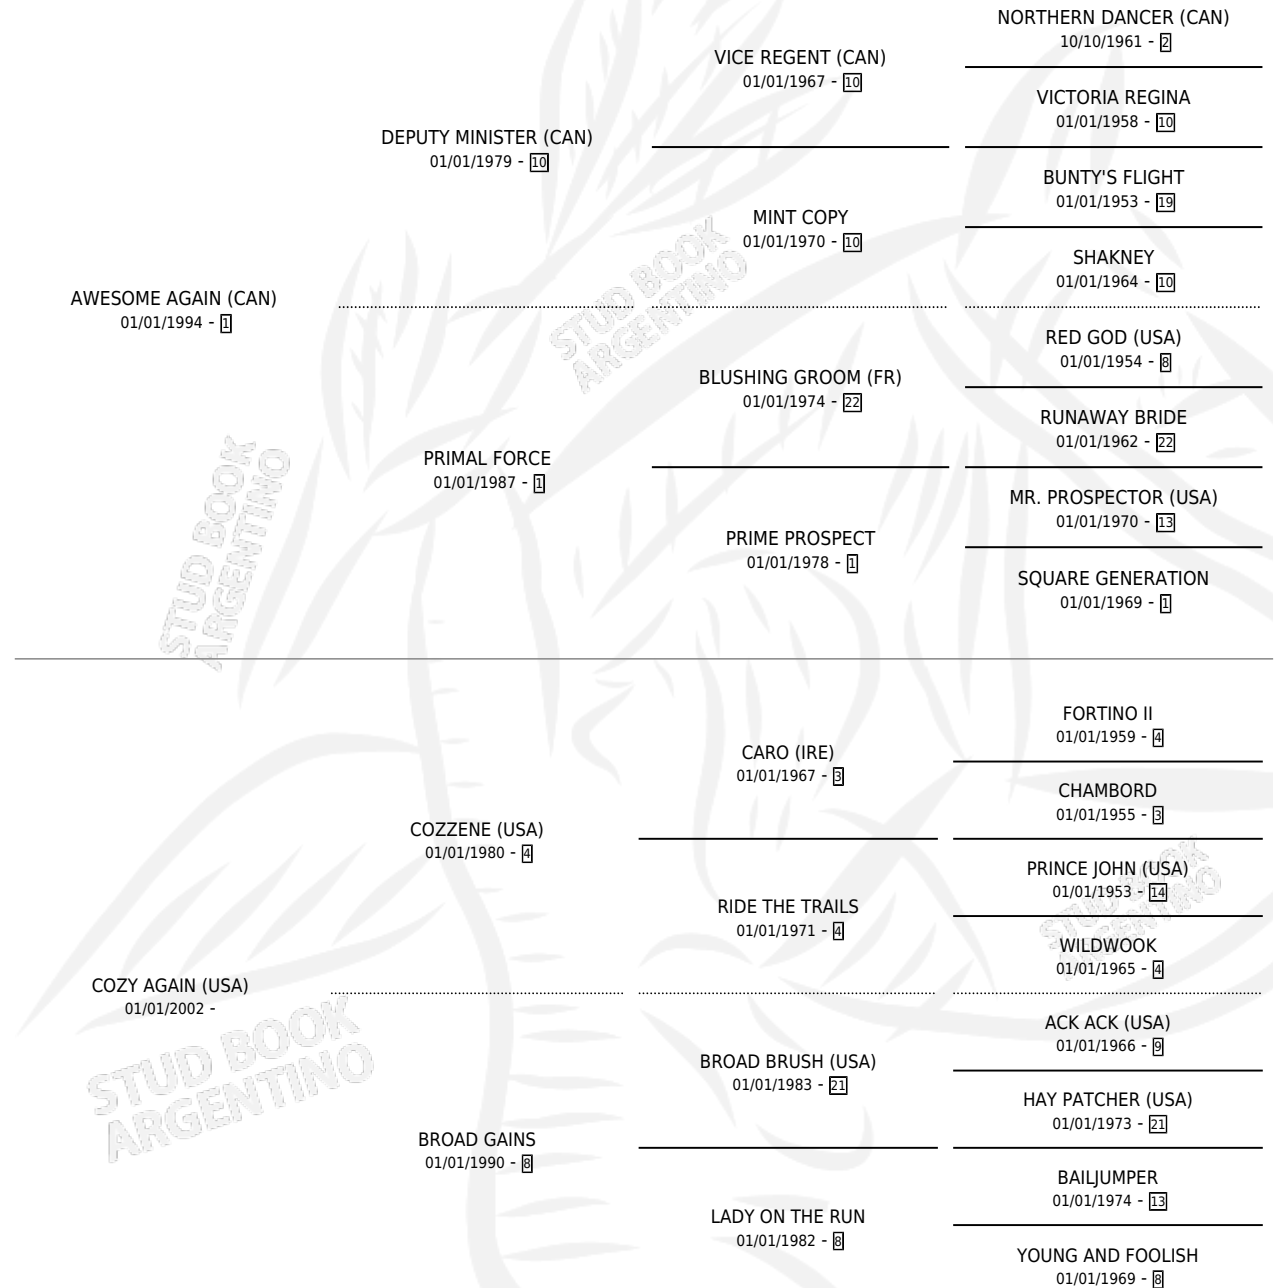 NORTHERN DANCER (CAN)
10/10/1961 - 2
VICE REGENT (CAN)
01/01/1967 - 10
VICTORIA REGINA
01/01/1958 - 10
DEPUTY MINISTER (CAN)
01/01/1979 - 10
BUNTY'S FLIGHT
01/01/1953 - 19
MINT COPY
01/01/1970 - 10
SHAKNEY
01/01/1964 - 10
AWESOME AGAIN (CAN)
01/01/1994 - 1
RED GOD (USA)
01/01/1954 - 8
BLUSHING GROOM (FR)
01/01/1974 - 22
RUNAWAY BRIDE
01/01/1962 - 22
PRIMAL FORCE
01/01/1987 - 1
MR. PROSPECTOR (USA)
01/01/1970 - 13
PRIME PROSPECT
01/01/1978 - 1
SQUARE GENERATION
01/01/1969 - 1
FORTINO II
01/01/1959 - 4
CARO (IRE)
01/01/1967 - 3
CHAMBORD
01/01/1955 - 3
COZZENE (USA)
01/01/1980 - 4
PRINCE JOHN (USA)
01/01/1953 - 14
RIDE THE TRAILS
01/01/1971 - 4
WILDWOOK
01/01/1965 - 4
COZY AGAIN (USA)
01/01/2002 -
ACK ACK (USA)
01/01/1966 - 9
BROAD BRUSH (USA)
01/01/1983 - 21
HAY PATCHER (USA)
01/01/1973 - 21
BROAD GAINS
01/01/1990 - 8
BAILJUMPER
01/01/1974 - 13
LADY ON THE RUN
01/01/1982 - 8
YOUNG AND FOOLISH
01/01/1969 - 8
STUD BOOK
ARGENTINO
STUD BOOK
ARGENTINO
STUD BOOK
ARGENTINO
STUD BOOK
ARGENTINO